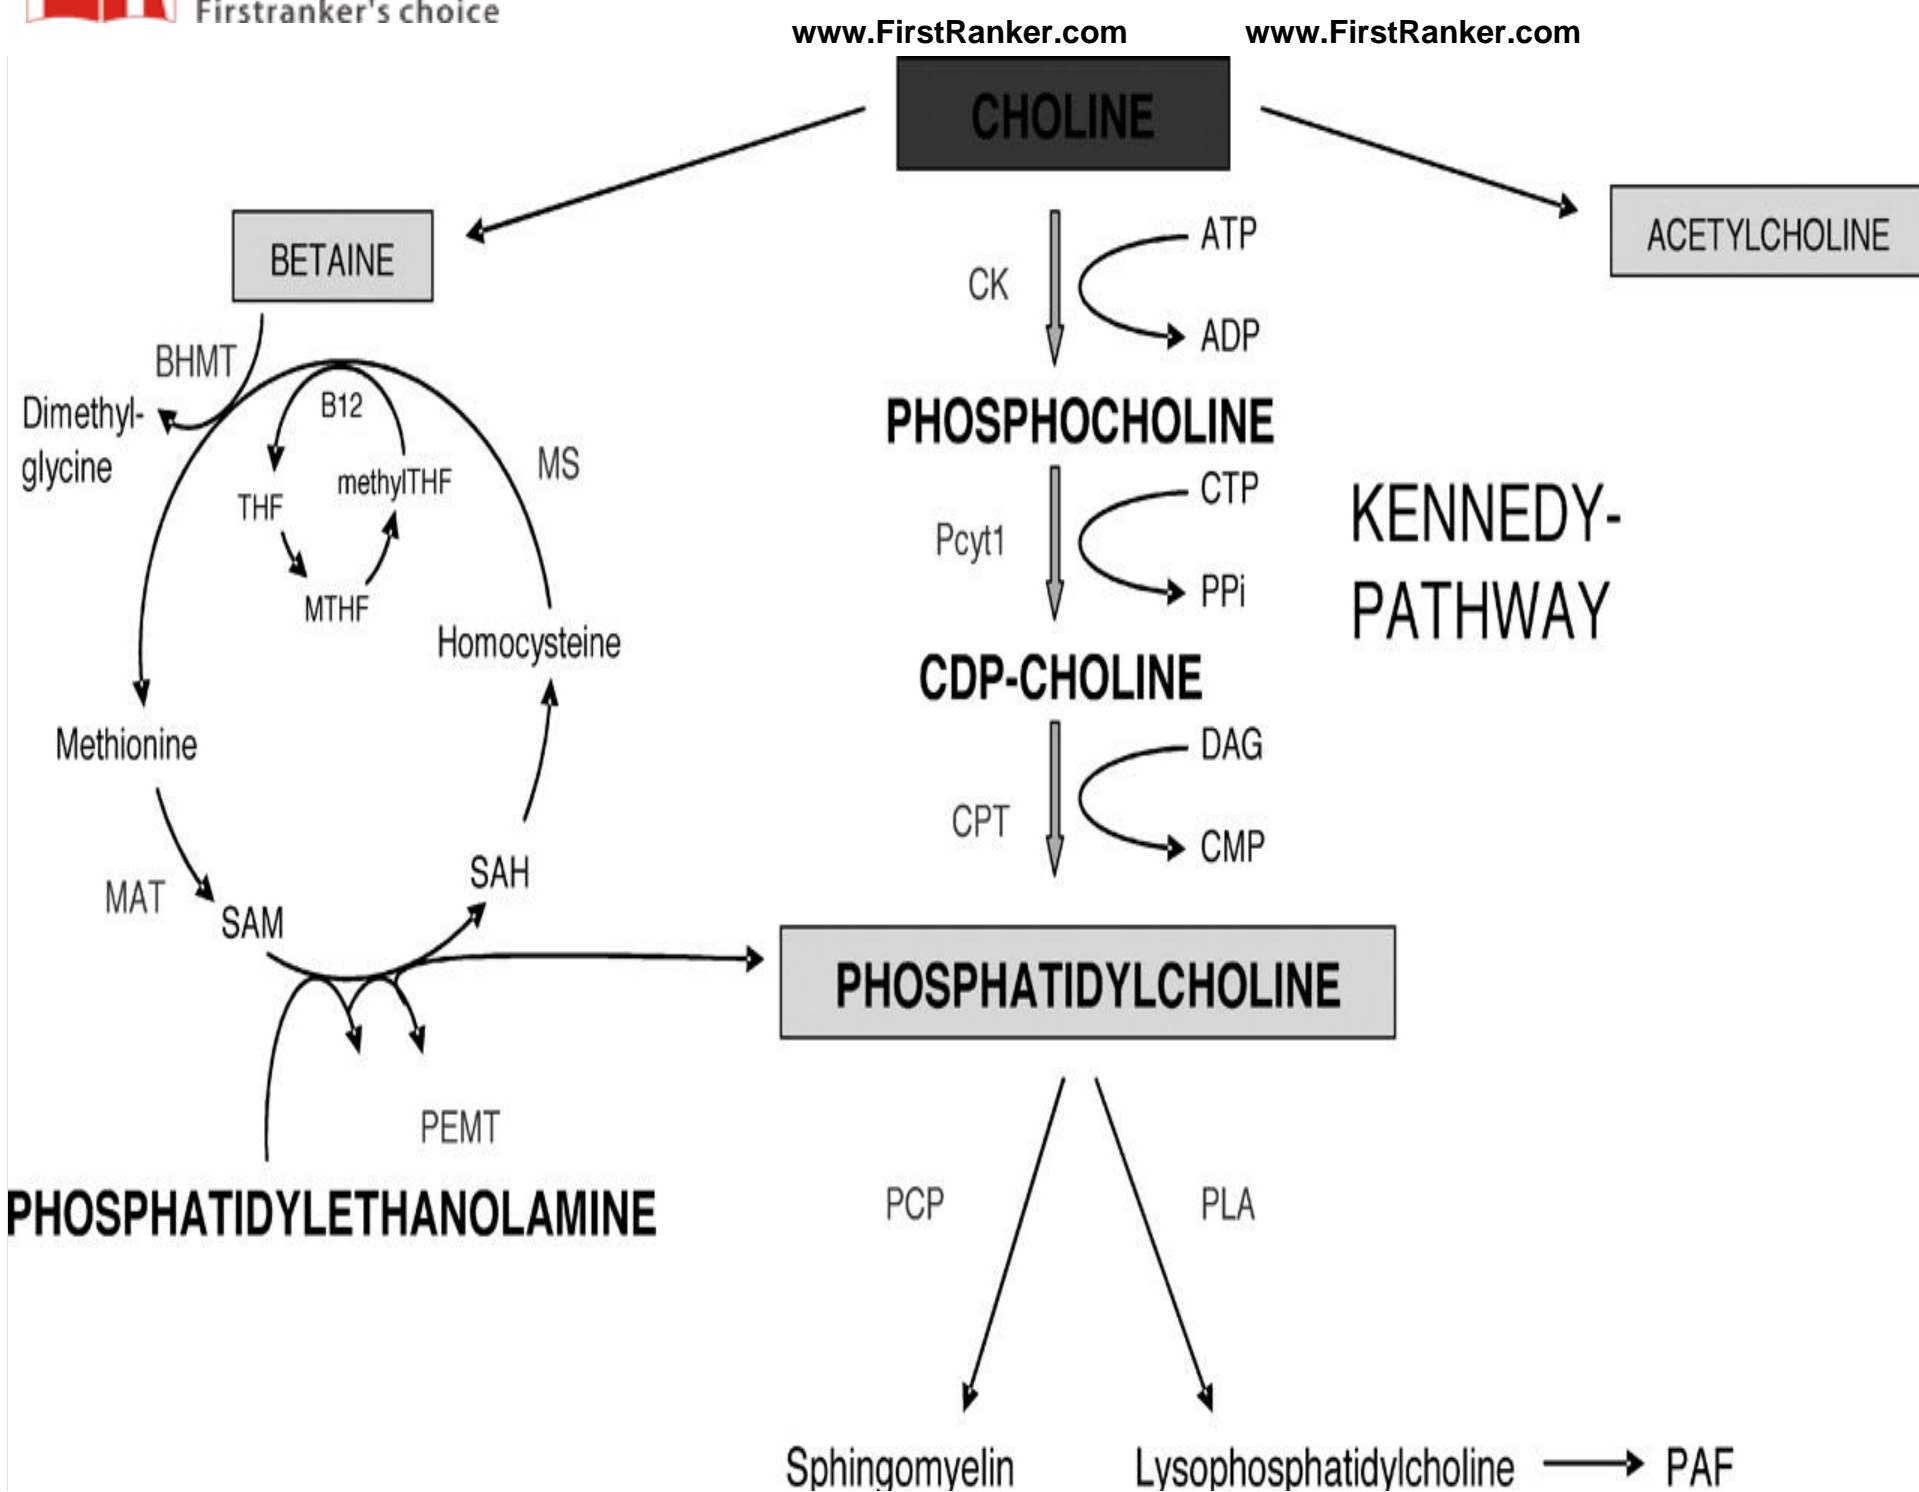 Firstranker's choice
www.FirstRanker.com
www.FirstRanker.com
CHOLINE
BETAINE
ACETYLCHOLINE
ATP
CK
ADP
BHMT
Dimethyl-
glycine
B12
MS
THF
methylTHF
MTHF
Homocysteine
Methionine
MAT
SAM
SAH
PHOSPHOCHOLINE
CTP
Pcyt1
PPi
KENNEDY-
PATHWAY
CDP-CHOLINE
DAG
CPT
CMP
PHOSPHATIDYLCHOLINE
PEMT
PHOSPHATIDYLETHANOLAMINE
PCP
PLA
Sphingomyelin
Lysophosphatidylcholine
PAF